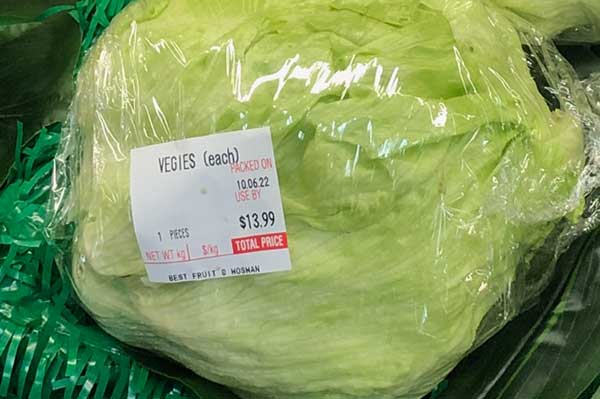 VEGIES (each)
PACKED ON
10.06.22
USE BY
$13.99
1 PIECES
NET WT kg $/kg TOTAL PRICE
BEST FRUIT @ MOSMAN